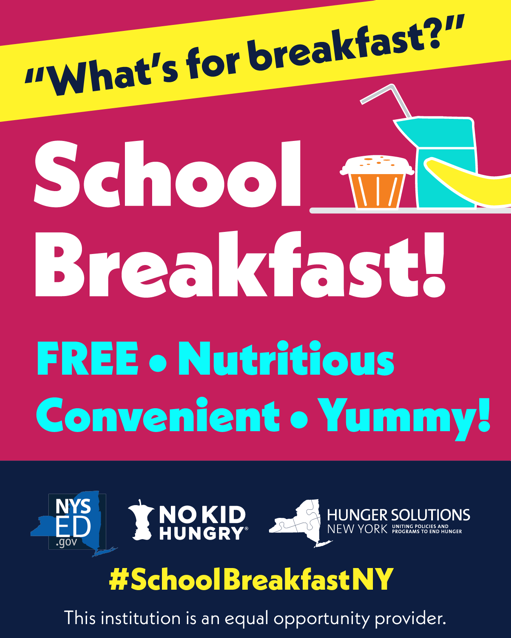 "What's for breakfast?"
School
Breakfast!
FREE • Nutritious
Convenient • Yummy!
NYS
ED
.gov
NO KID
HUNGRY®
HUNGER SOLUTIONS
NEW YORK UNITING POLICIES AND
PROGRAMS TO END HUNGER
#SchoolBreakfastNY
This institution is an equal opportunity provider.